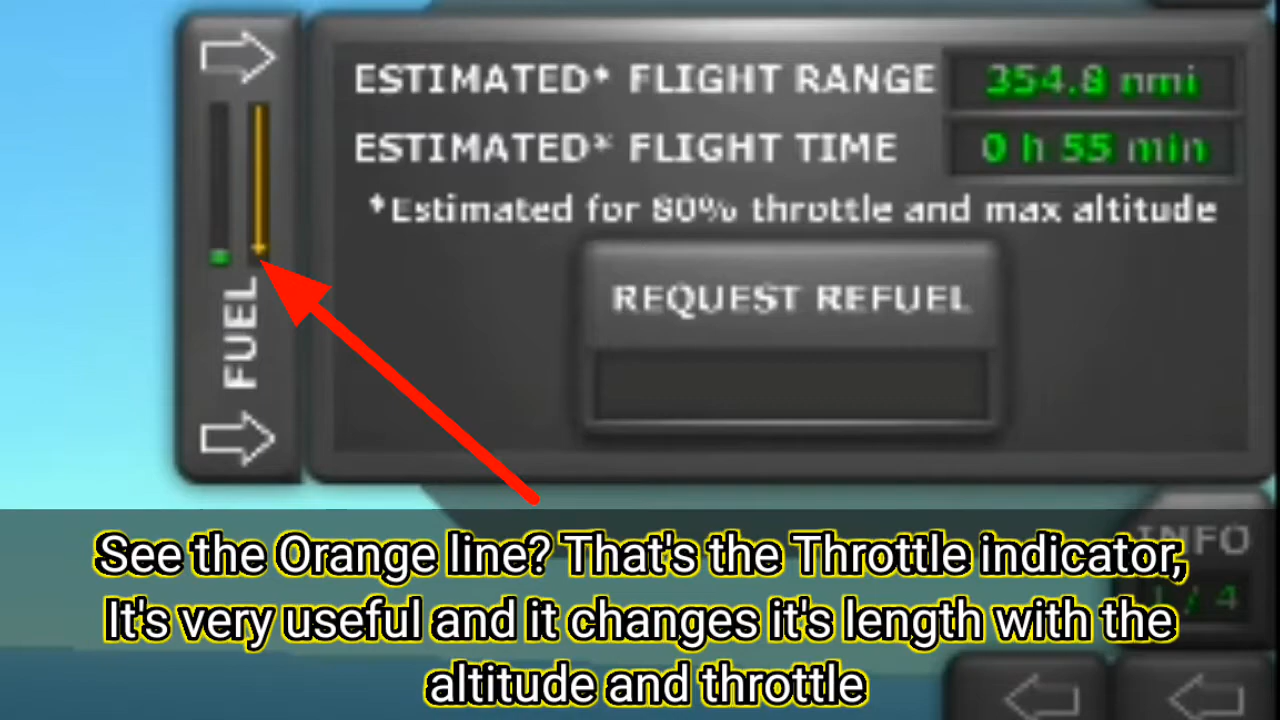 ESTIMATED* FLIGHT RANGE 354.8 nmi
ESTIMATED* FLIGHT TIME 0 h 55 min
*Estimated for 80% throttle and max altitude
REQUEST REFUEL
FUEL
INFO
1 / 4
See the Orange line? That's the Throttle indicator,
It's very useful and it changes it's length with the
altitude and throttle